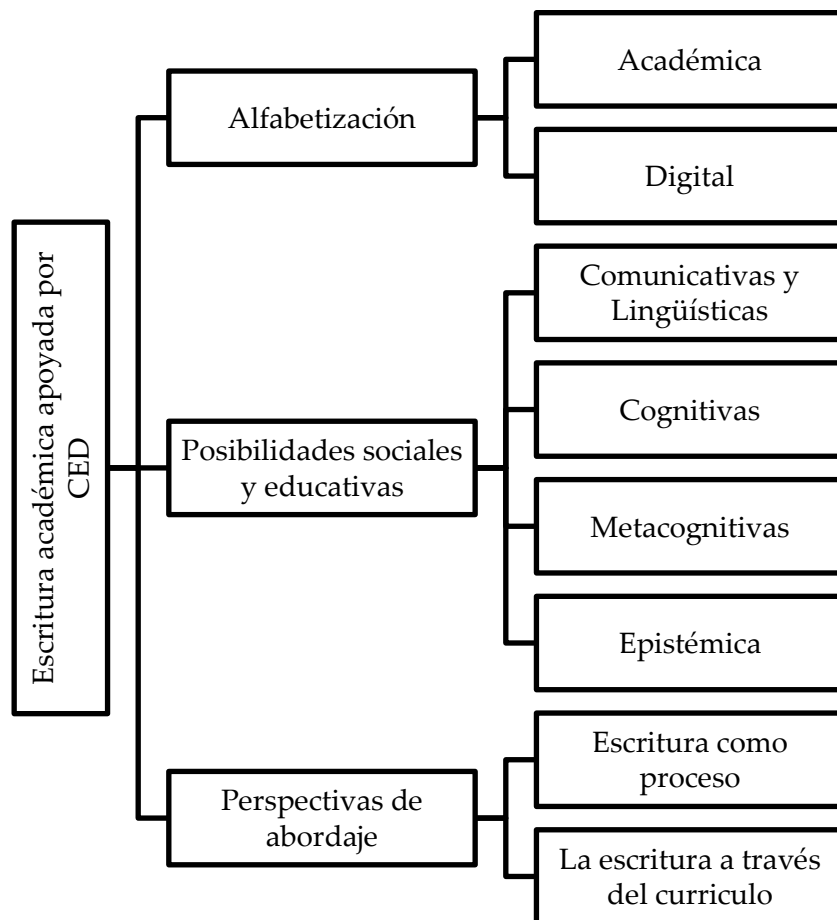 Escritura académica apoyada por
CED
Alfabetización
Académica
Digital
Posibilidades sociales
y educativas
Comunicativas y
Lingüísticas
Cognitivas
Metacognitivas
Epistémica
Perspectivas de
abordaje
Escritura como
proceso
La escritura a través
del curriculo